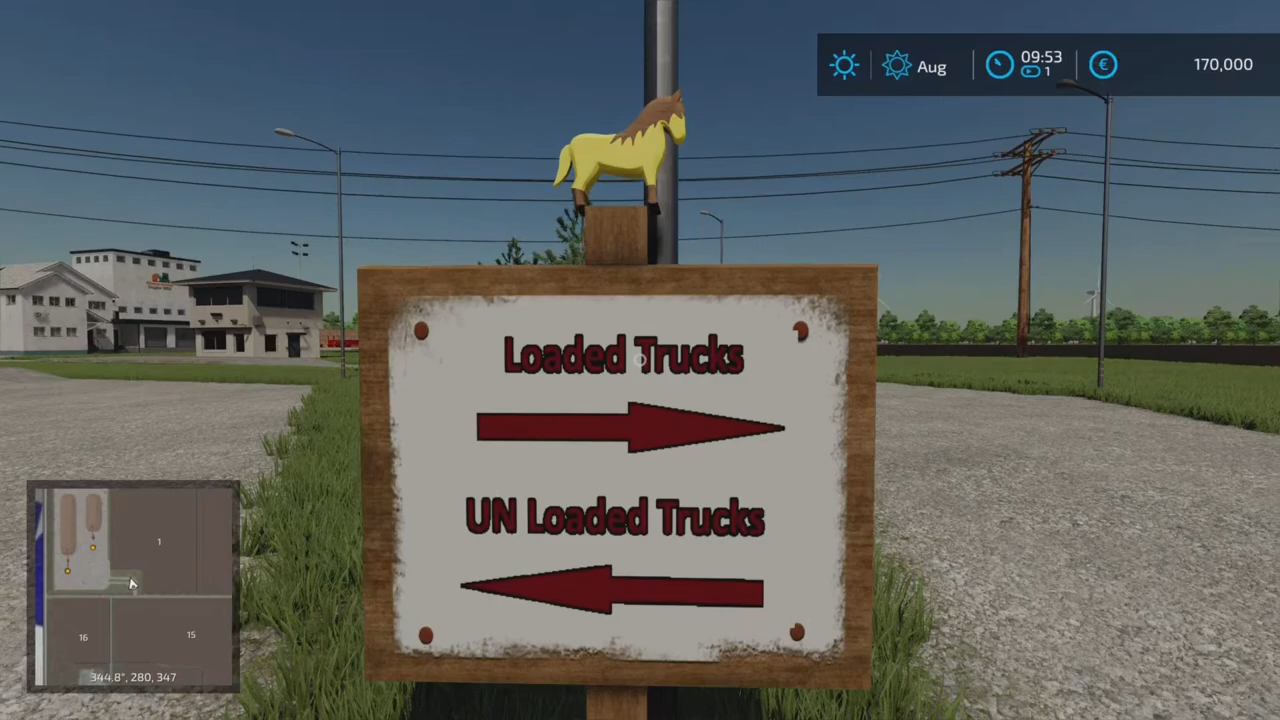 Aug
09:53
1
170,000
Loaded Trucks
UN Loaded Trucks
1
16
15
344.8°, 280, 347